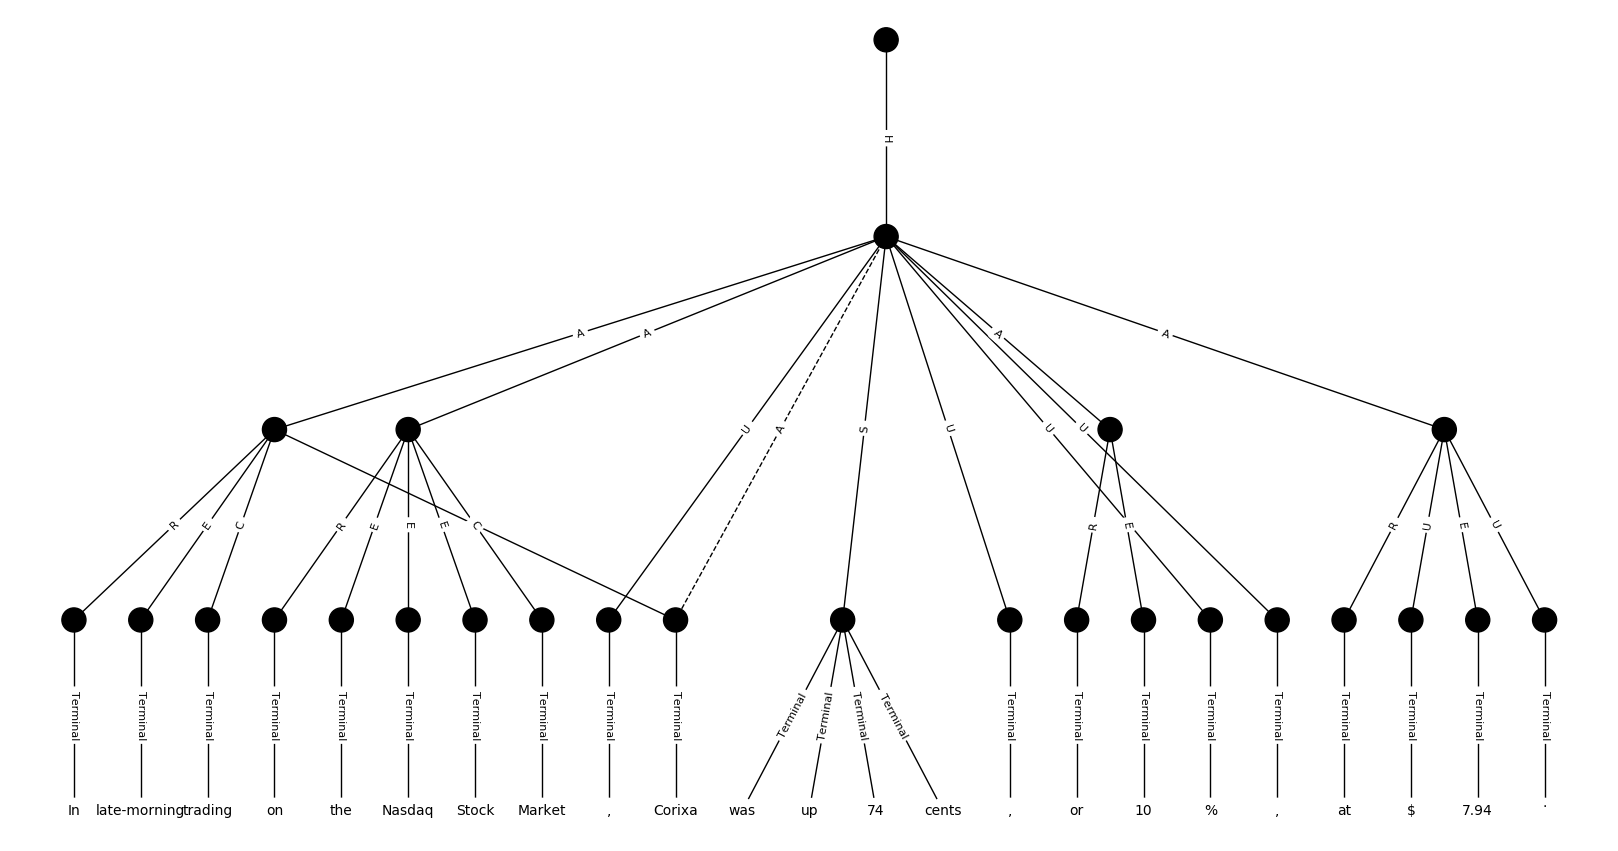 H
A A A A
U A S U U U
R E C R E E E C R E R U E U
Terminal Terminal Terminal Terminal Terminal Terminal Terminal Terminal Terminal Terminal Terminal Terminal Terminal Terminal Terminal Terminal Terminal Terminal Terminal Terminal Terminal Terminal Terminal
In late-morning trading on the Nasdaq Stock Market , Corixa was up 74 cents , or 10 % , at $ 7.94 .